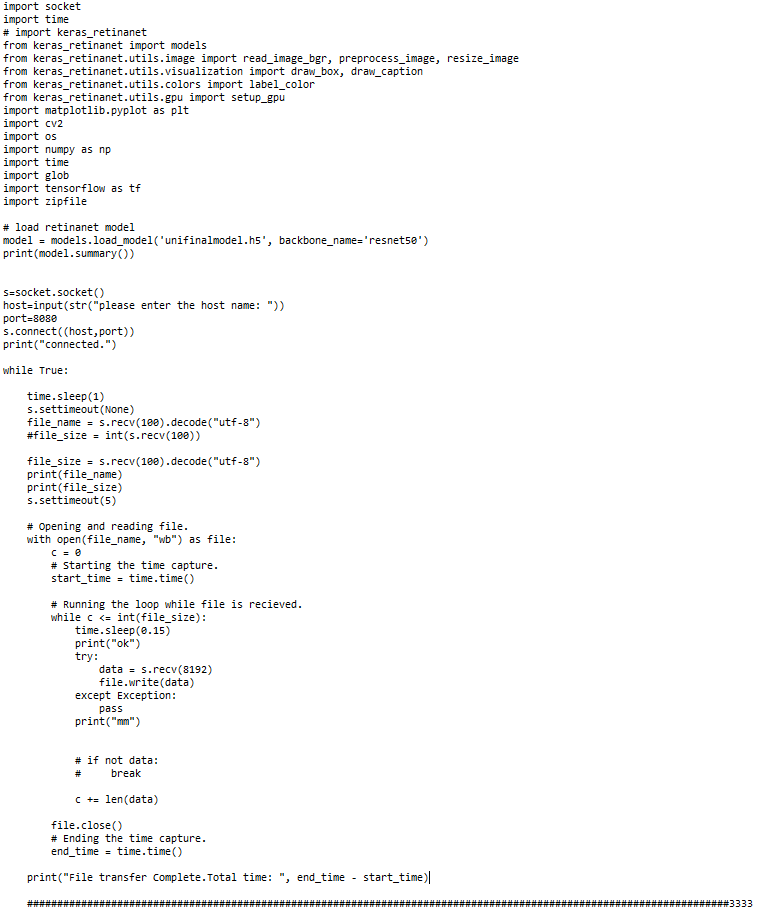 import socket
import time
# import keras_retinanet
from keras_retinanet import models
from keras_retinanet.utils.image import read_image_bgr, preprocess_image, resize_image
from keras_retinanet.utils.visualization import draw_box, draw_caption
from keras_retinanet.utils.colors import label_color
from keras_retinanet.utils.gpu import setup_gpu
import matplotlib.pyplot as plt
import cv2
import os
import numpy as np
import time
import glob
import tensorflow as tf
import zipfile

# load retinanet model
model = models.load_model('unifinalmodel.h5', backbone_name='resnet50')
print(model.summary())


s=socket.socket()
host=input(str("please enter the host name: "))
port=8080
s.connect((host,port))
print("connected.")

while True:

    time.sleep(1)
    s.settimeout(None)
    file_name = s.recv(100).decode("utf-8")
    #file_size = int(s.recv(100))

    file_size = s.recv(100).decode("utf-8")
    print(file_name)
    print(file_size)
    s.settimeout(5)

    # Opening and reading file.
    with open(file_name, "wb") as file:
        c = 0
        # Starting the time capture.
        start_time = time.time()

        # Running the loop while file is recieved.
        while c <= int(file_size):
            time.sleep(0.15)
            print("ok")
            try:
                data = s.recv(8192)
                file.write(data)
            except Exception:
                pass
            print("mm")


            # if not data:
            #     break

            c += len(data)

        file.close()
        # Ending the time capture.
        end_time = time.time()

    print("File transfer Complete.Total time: ", end_time - start_time)

    #####################################################################################################################3333